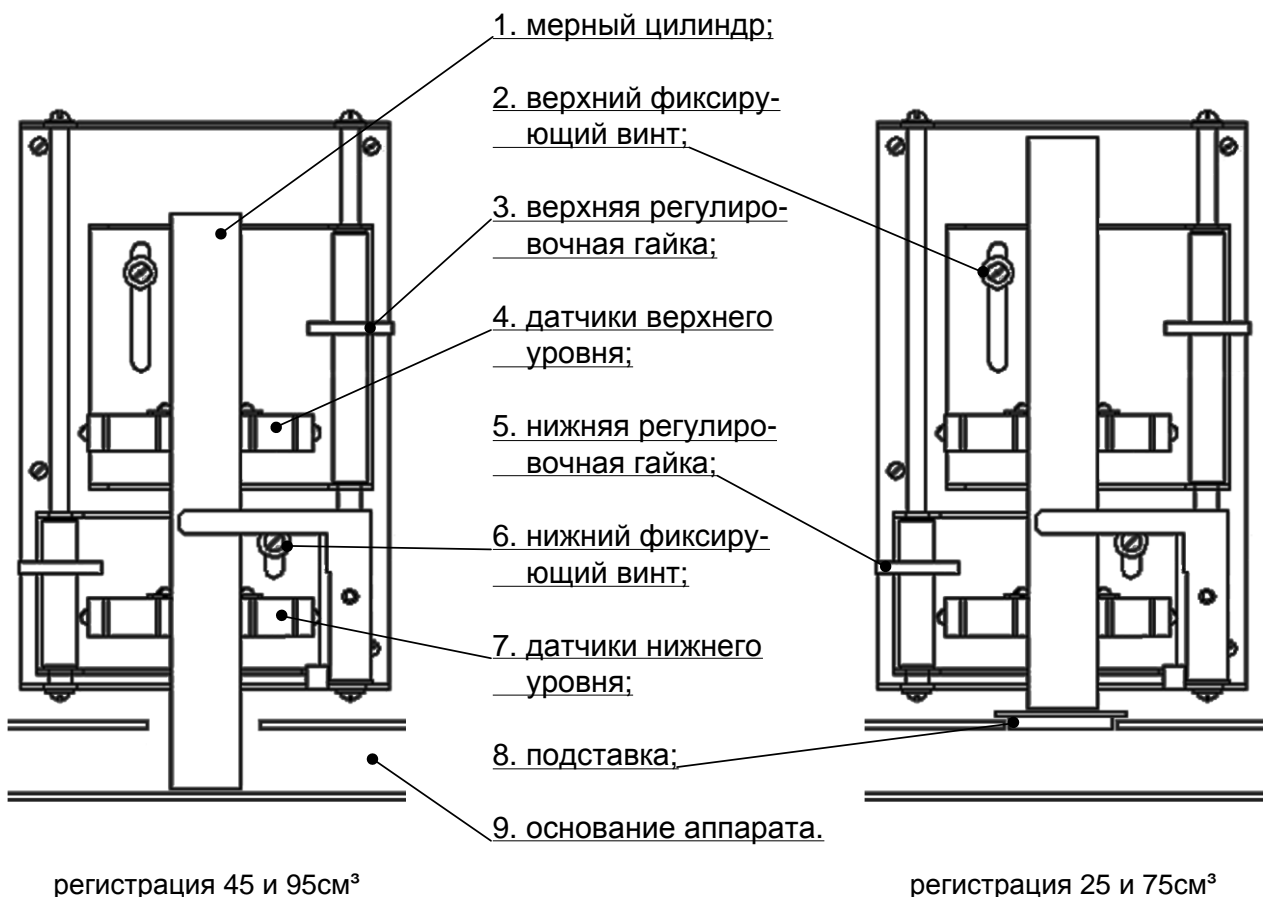 1. мерный цилиндр;
2. верхний фиксиру-
ющий винт;
3. верхняя регулиро-
вочная гайка;
4. датчики верхнего
уровня;
5. нижняя регулиро-
вочная гайка;
6. нижний фиксиру-
ющий винт;
7. датчики нижнего
уровня;
8. подставка;
9. основание аппарата.
регистрация 45 и 95см³
регистрация 25 и 75см³